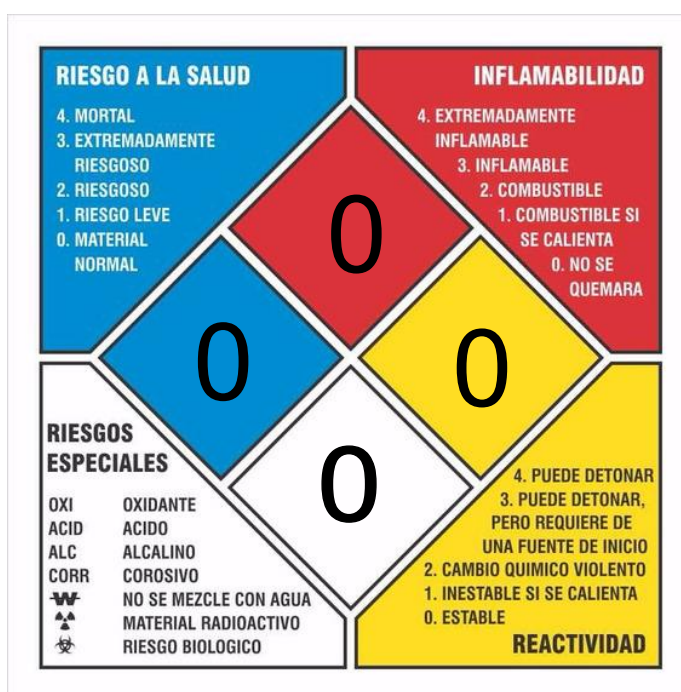 RIESGO A LA SALUD
4. MORTAL
3. EXTREMADAMENTE
RIESGOSO
2. RIESGOSO
1. RIESGO LEVE
0. MATERIAL
NORMAL
INFLAMABILIDAD
4. EXTREMADAMENTE
INFLAMABLE
3. INFLAMABLE
2. COMBUSTIBLE
1. COMBUSTIBLE SI
SE CALIENTA
0. NO SE
QUEMARA
0
0
0
0
RIESGOS
ESPECIALES
OXI OXIDANTE
ACID ACIDO
ALC ALCALINO
CORR COROSIVO
W NO SE MEZCLE CON AGUA
MATERIAL RADIOACTIVO
RIESGO BIOLOGICO
4. PUEDE DETONAR
3. PUEDE DETONAR,
PERO REQUIERE DE
UNA FUENTE DE INICIO
2. CAMBIO QUIMICO VIOLENTO
1. INESTABLE SI SE CALIENTA
0. ESTABLE
REACTIVIDAD